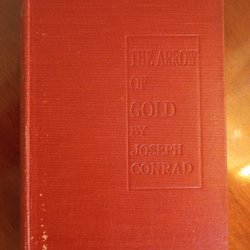 THE ARROW
OF
GOLD
BY
JOSEPH
CONRAD